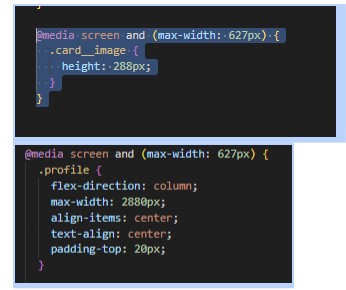 @media screen and (max-width: 627px) {
.card__image {
height: 288px;
}
}
@media screen and (max-width: 627px) {
.profile {
flex-direction: column;
max-width: 2880px;
align-items: center;
text-align: center;
padding-top: 20px;
}